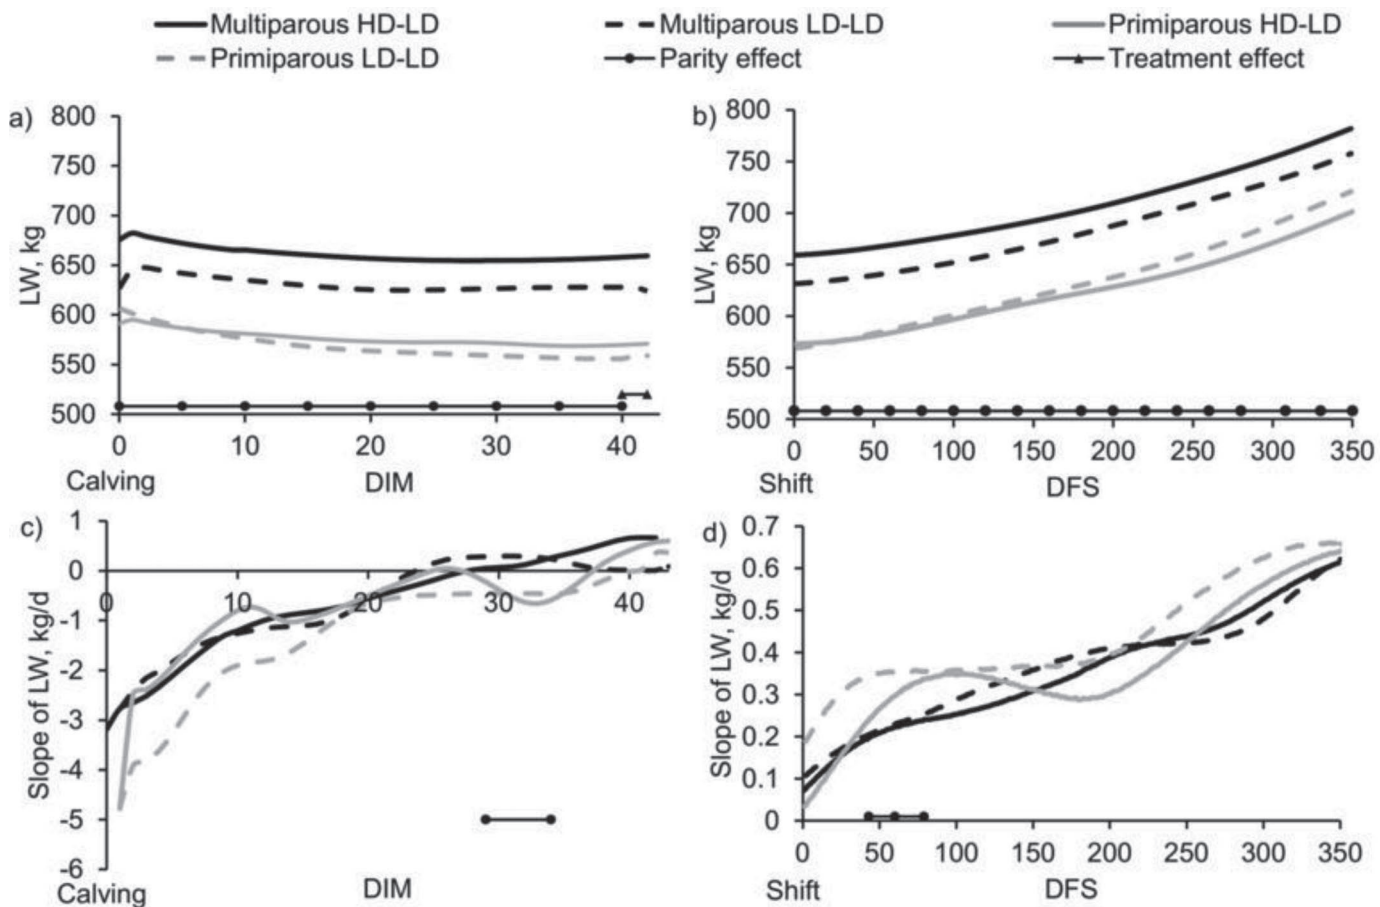 Multiparous HD-LD Multiparous LD-LD Primiparous HD-LD
Primiparous LD-LD Parity effect Treatment effect
a)
LW, kg
800
750
700
650
600
550
500
0 10 20 30 40
Calving DIM
b)
LW, kg
800
750
700
650
600
550
500
0 50 100 150 200 250 300 350
Shift DFS
c)
Slope of LW, kg/d
1
0
-1
-2
-3
-4
-5
-6
0 10 20 30 40
Calving DIM
d)
Slope of LW, kg/d
0.7
0.6
0.5
0.4
0.3
0.2
0.1
0
0 50 100 150 200 250 300 350
Shift DFS